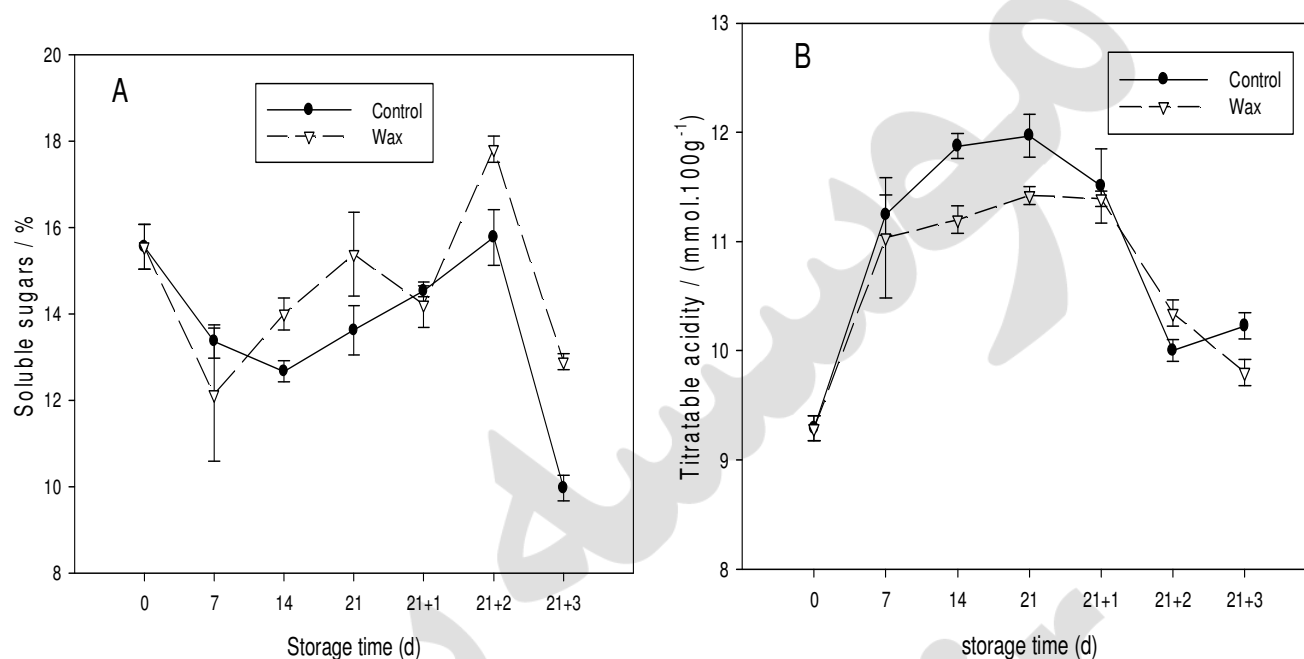 A
Control
Wax
20
18
16
14
12
10
8
Soluble sugars / %
0 7 14 21 21+1 21+2 21+3
Storage time (d)
B
Control
Wax
13
12
11
10
9
8
Titratable acidity / (mmol.100g⁻¹)
0 7 14 21 21+1 21+2 21+3
storage time (d)